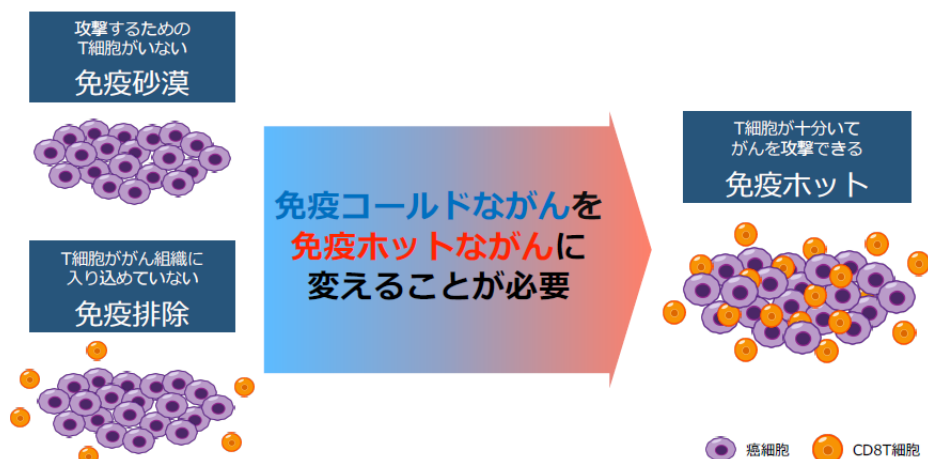 攻撃するための
T細胞がいない
免疫砂漠
T細胞ががん組織に
入り込めていない
免疫排除
免疫コールドながんを
免疫ホットながんに
変えることが必要
T細胞が十分いて
がんを攻撃できる
免疫ホット
癌細胞
CD8T細胞